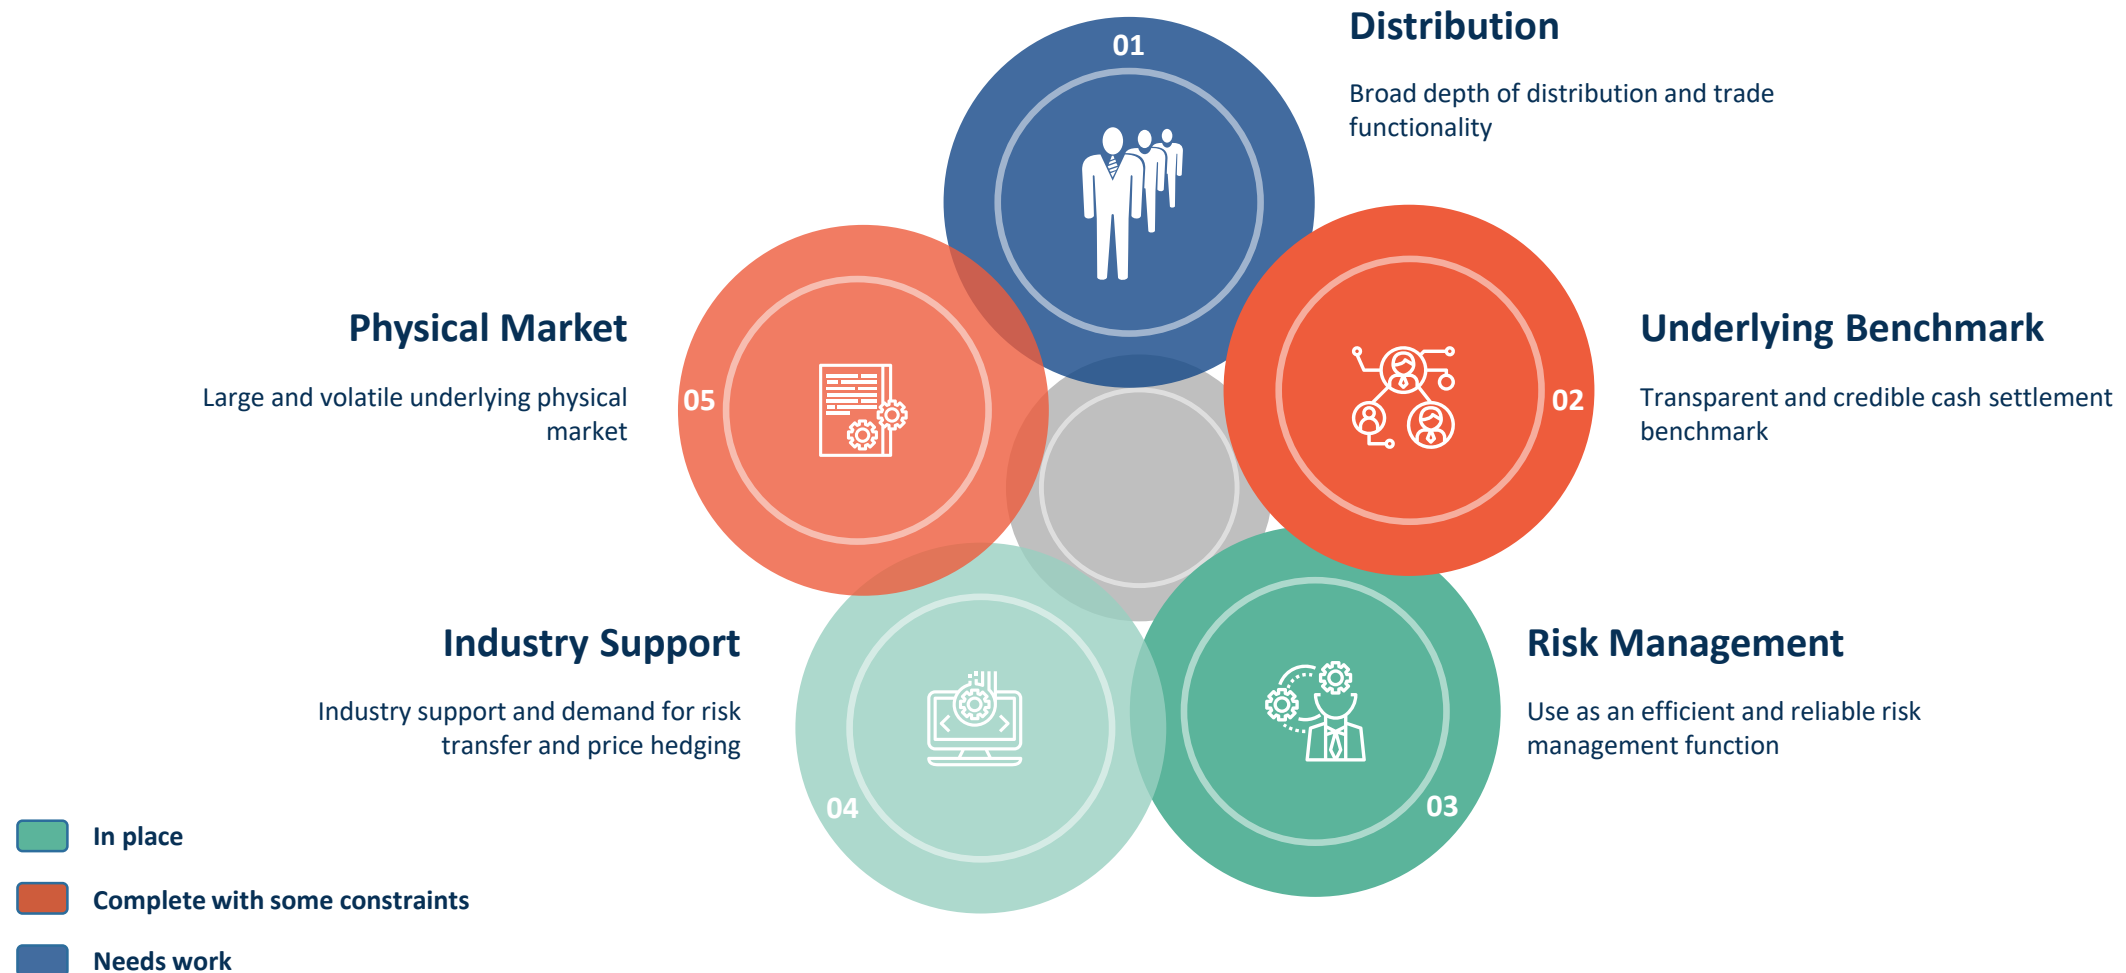 01
Distribution
Broad depth of distribution and trade
functionality
02
Underlying Benchmark
Transparent and credible cash settlement
benchmark
03
Risk Management
Use as an efficient and reliable risk
management function
04
Industry Support
Industry support and demand for risk
transfer and price hedging
05
Physical Market
Large and volatile underlying physical
market
In place
Complete with some constraints
Needs work